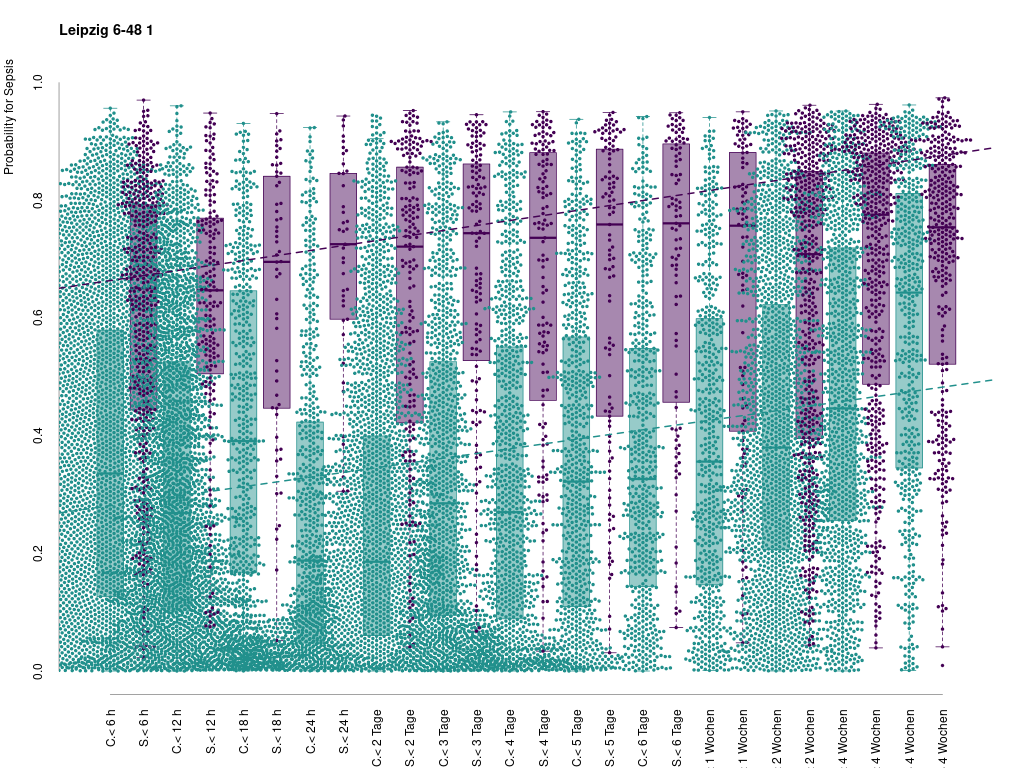 Leipzig 6-48 1
Probability for Sepsis
1.0
0.8
0.6
0.4
0.2
0.0
C.< 6 h
S.< 6 h
C.< 12 h
S.< 12 h
C.< 18 h
S.< 18 h
C.< 24 h
S.< 24 h
C.< 2 Tage
S.< 2 Tage
C.< 3 Tage
S.< 3 Tage
C.< 4 Tage
S.< 4 Tage
C.< 5 Tage
S.< 5 Tage
C.< 6 Tage
S.< 6 Tage
1 Wochen
1 Wochen
2 Wochen
2 Wochen
4 Wochen
4 Wochen
4 Wochen
4 Wochen